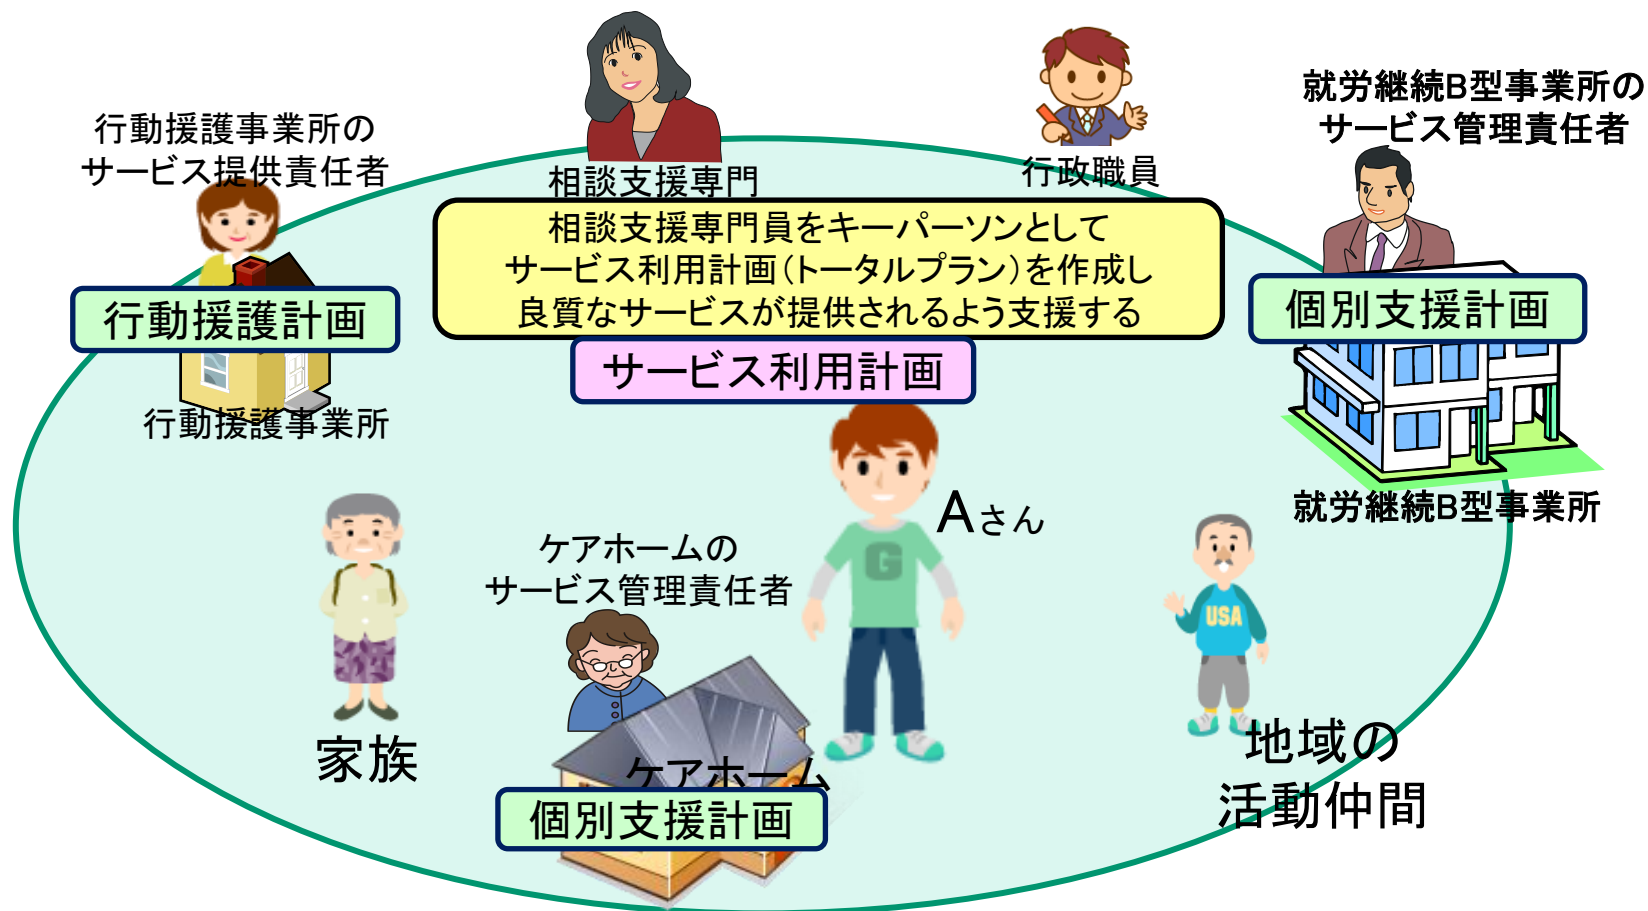 行動援護事業所の
サービス提供責任者
相談支援専門
行政職員
就労継続B型事業所の
サービス管理責任者
相談支援専門員をキーパーソンとして
サービス利用計画(トータルプラン)を作成し
良質なサービスが提供されるよう支援する
行動援護計画
個別支援計画
サービス利用計画
行動援護事業所
就労継続B型事業所
Aさん
G
ケアホームの
サービス管理責任者
USA
家族
地域の
活動仲間
ケアホーム
個別支援計画